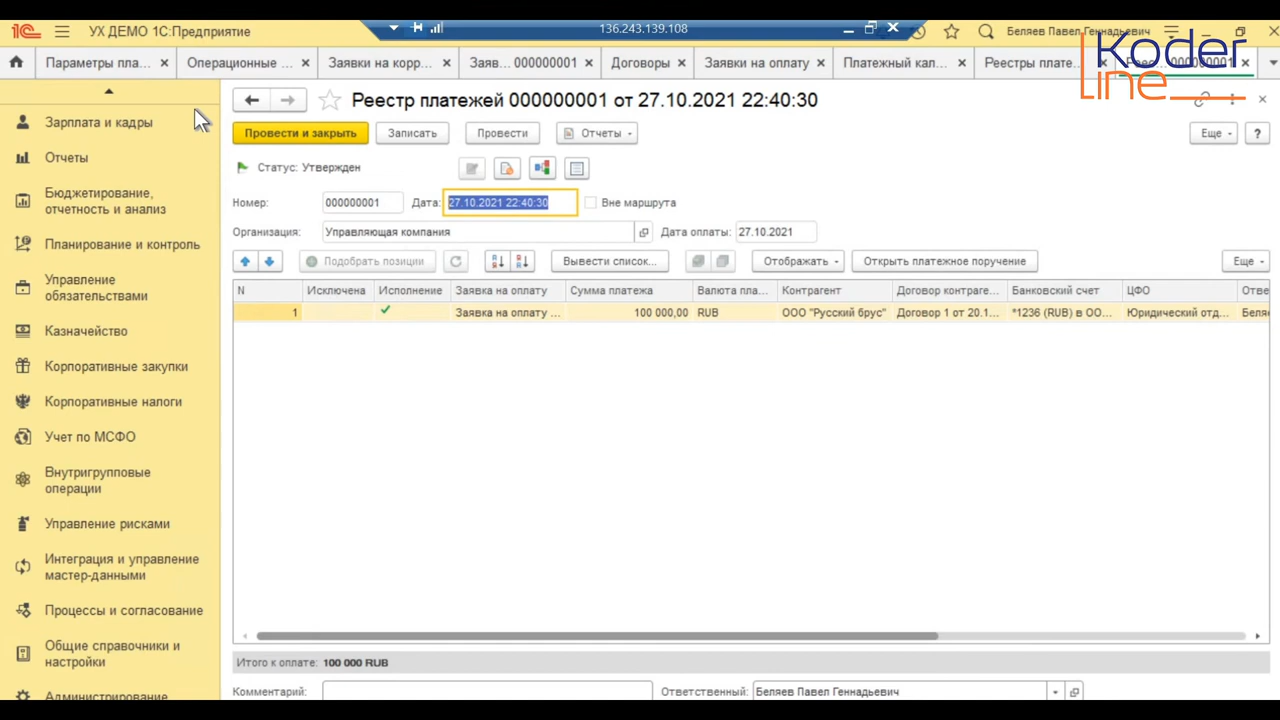 УХ ДЕМО 1С:Предприятие
136.243.139.108
Беляев Павел Геннадьевич
Koder
line
Параметры пла...
Операционные ...
Заявки на корр...
Заяв... 000000001
Договоры
Заявки на оплату
Платежный кал...
Реестры плате...
Зарплата и кадры
Отчеты
Бюджетирование,
отчетность и анализ
Планирование и контроль
Управление
обязательствами
Казначейство
Корпоративные закупки
Корпоративные налоги
Учет по МСФО
Внутригрупповые
операции
Управление рисками
Интеграция и управление
мастер-данными
Процессы и согласование
Общие справочники и
настройки
Администрирование
Реестр платежей 000000001 от 27.10.2021 22:40:30
Провести и закрыть
Записать
Провести
Отчеты
Еще
?
Статус: Утвержден
Номер: 000000001 Дата: 27.10.2021 22:40:30 Вне маршрута
Организация: Управляющая компания Дата оплаты: 27.10.2021
Подобрать позиции
Вывести список...
Отображать
Открыть платежное поручение
Еще
N Исключена Исполнение Заявка на оплату Сумма платежа Валюта пла... Контрагент Договор контраге... Банковский счет ЦФО Отве
1 Заявка на оплату ... 100 000,00 RUB ООО "Русский брус" Договор 1 от 20.1... *1236 (RUB) в ОО... Юридический отд... Беля
Итого к оплате: 100 000 RUB
Комментарий:
Ответственный: Беляев Павел Геннадьевич